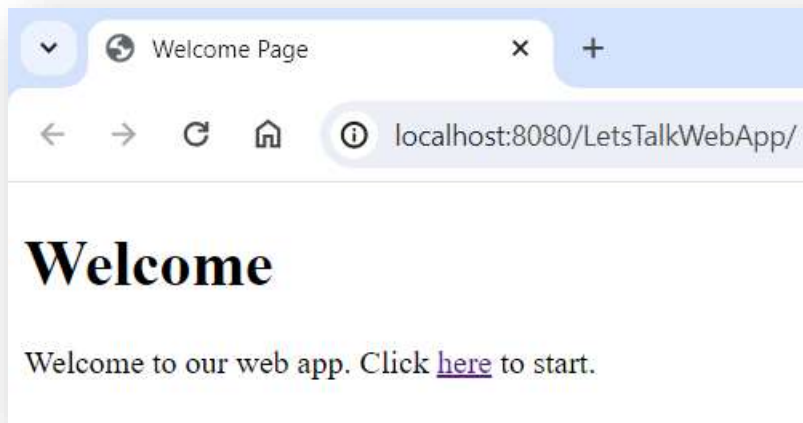 Welcome Page
localhost:8080/LetsTalkWebApp/
Welcome
Welcome to our web app. Click here to start.